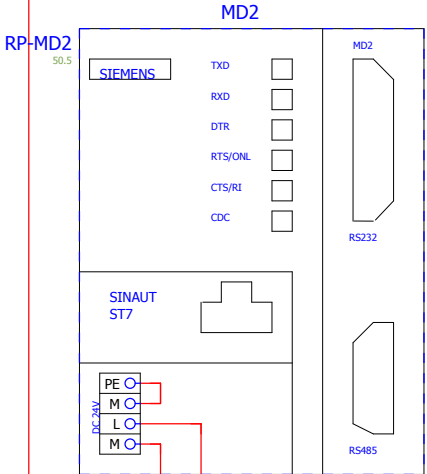 MD2
RP-MD2
50.5
SIEMENS
TXD
RXD
DTR
RTS/ONL
CTS/RI
CDC
MD2
RS232
SINAUT
ST7
DC 24V
PE
M
L
M
RS485